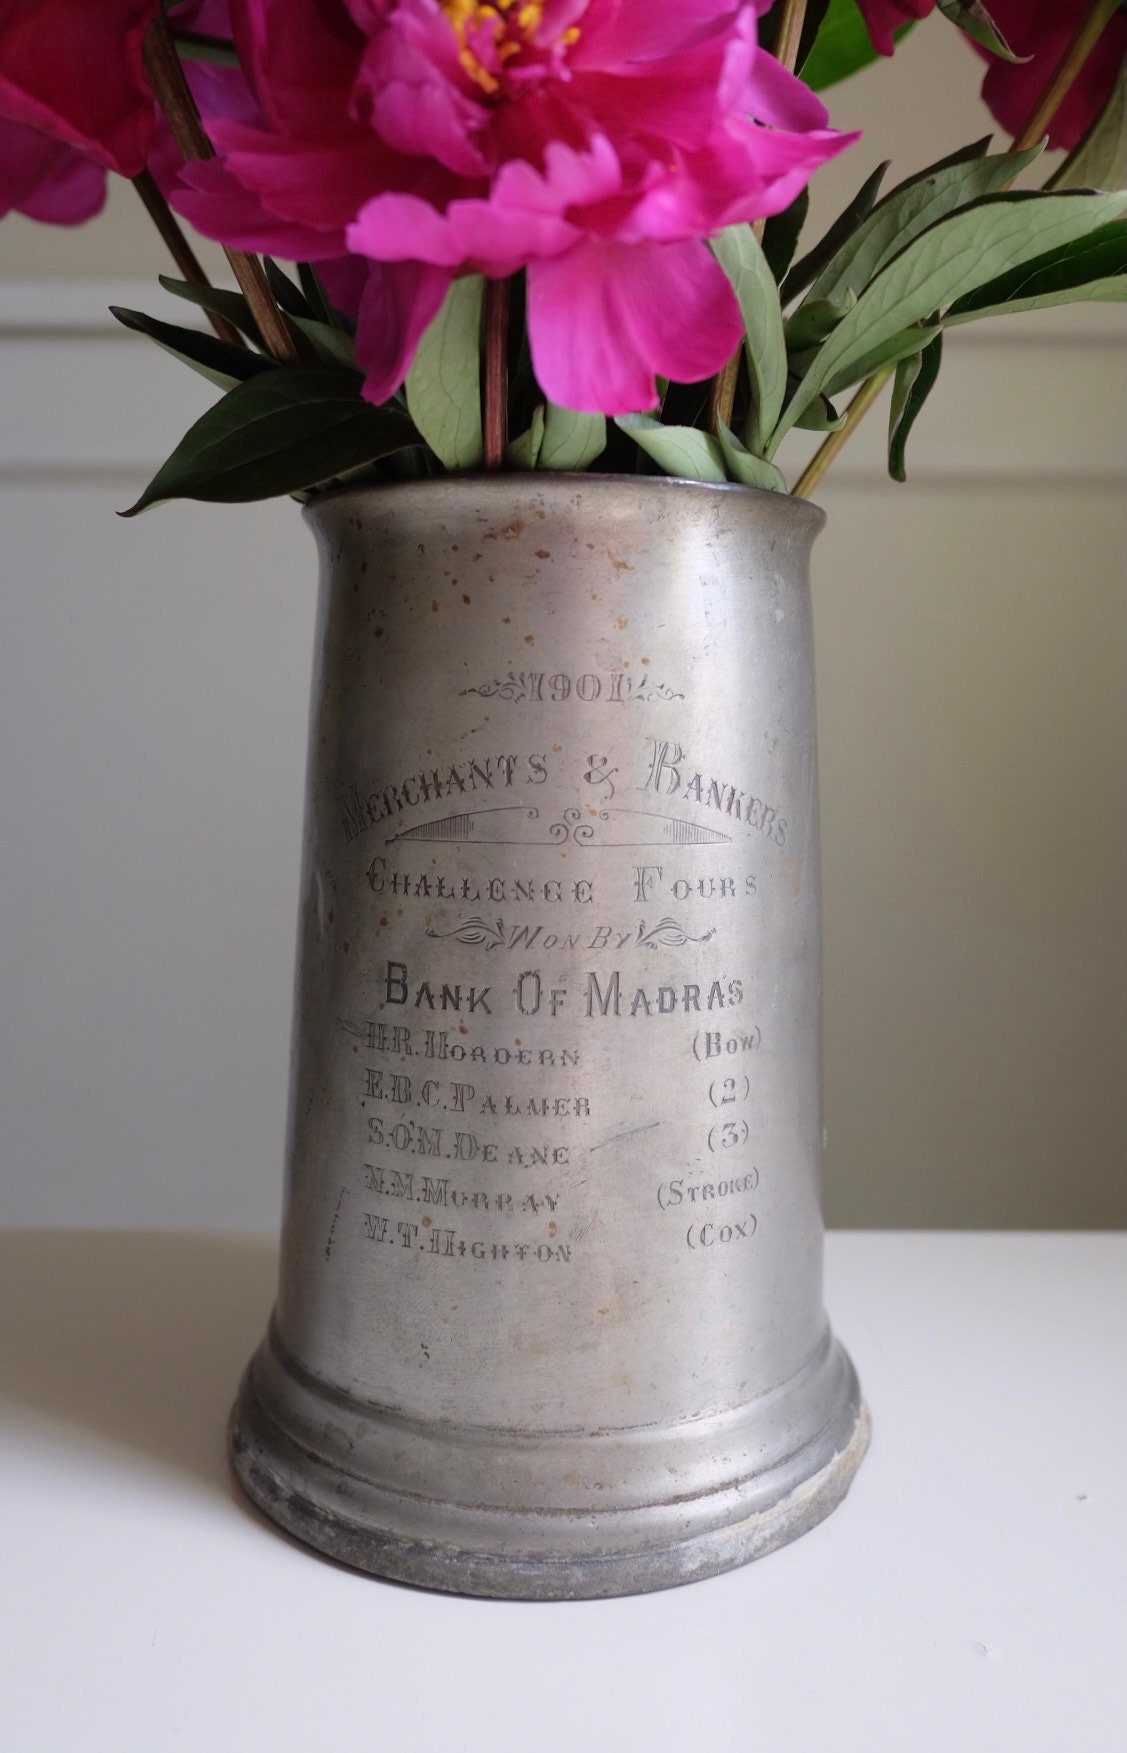 1901
MERCHANTS & BANKERS
CHALLENGE FOURS
WON BY
BANK OF MADRAS
H.R. HORDERN (BOW)
E.B.C. PALMER (2)
S.O'M. DEANE (3)
N.M. MURRAY (STROKE)
W.T. HIGHTON (COX)